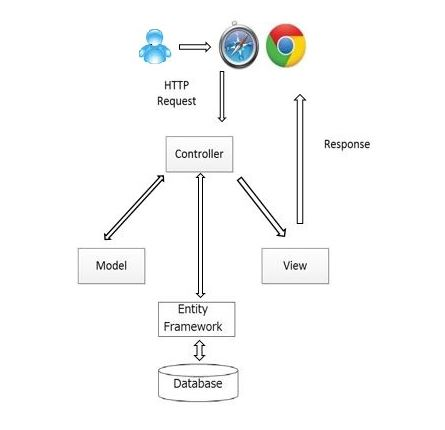 HTTP
Request
Response
Controller
Model
View
Entity
Framework
Database